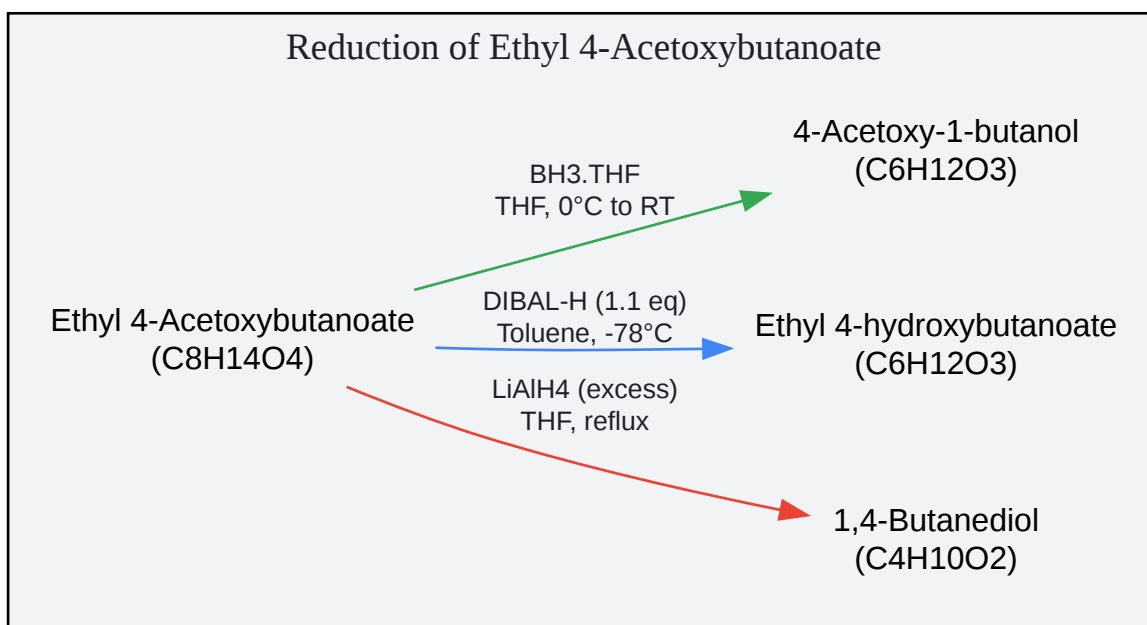 Reduction of Ethyl 4-Acetoxybutanoate
4-Acetoxy-1-butanol
(C6H12O3)
BH3.THF
THF, 0°C to RT
Ethyl 4-Acetoxybutanoate
(C8H14O4)
DIBAL-H (1.1 eq)
Toluene, -78°C
Ethyl 4-hydroxybutanoate
(C6H12O3)
LiAlH4 (excess)
THF, reflux
1,4-Butanediol
(C4H10O2)